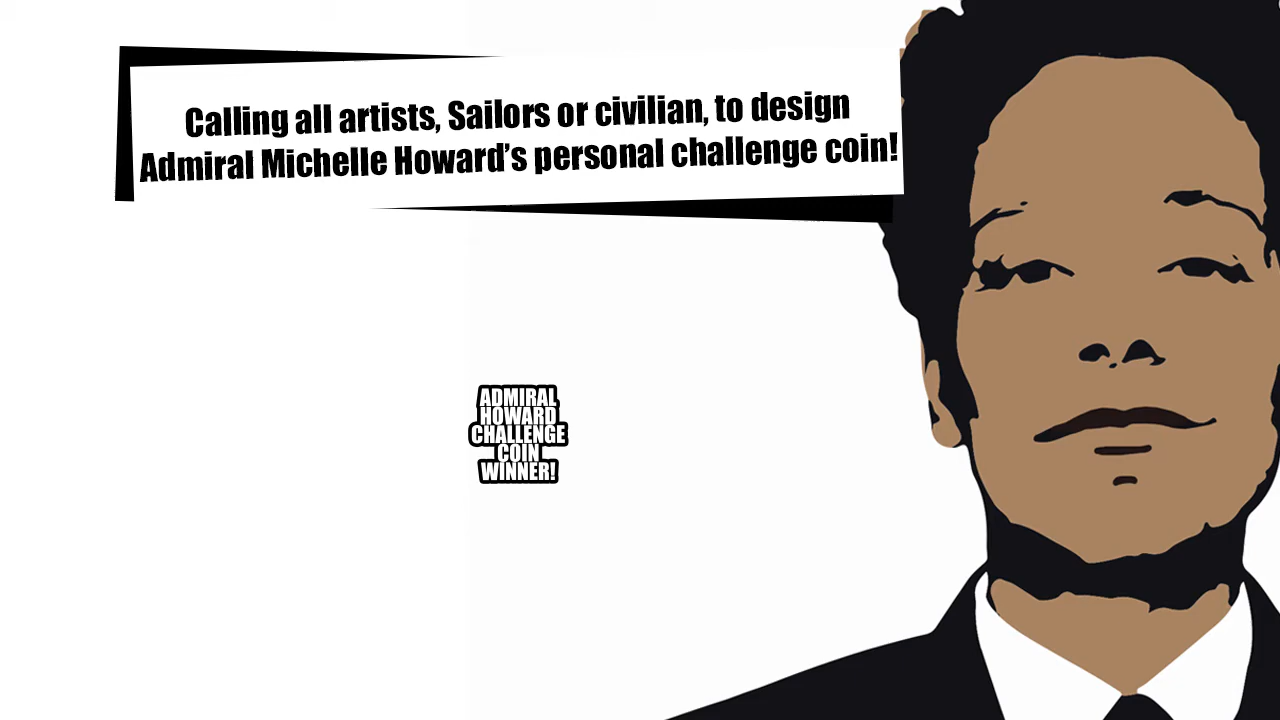 Calling all artists, Sailors or civilian, to design
Admiral Michelle Howard’s personal challenge coin!
ADMIRAL
HOWARD
CHALLENGE
COIN
WINNER!